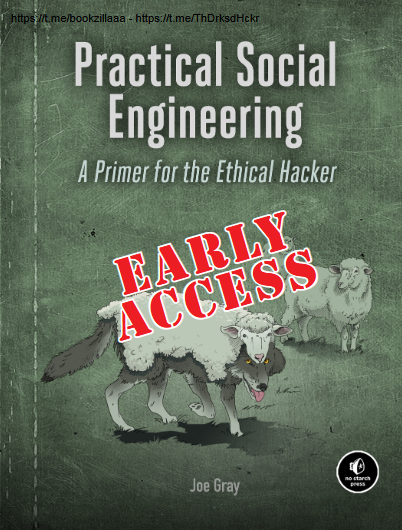 https://t.me/bookzillaaa - https://t.me/ThDrksdHckr
Practical Social
Engineering
A Primer for the Ethical Hacker
EARLY
ACCESS
no starch
press
Joe Gray